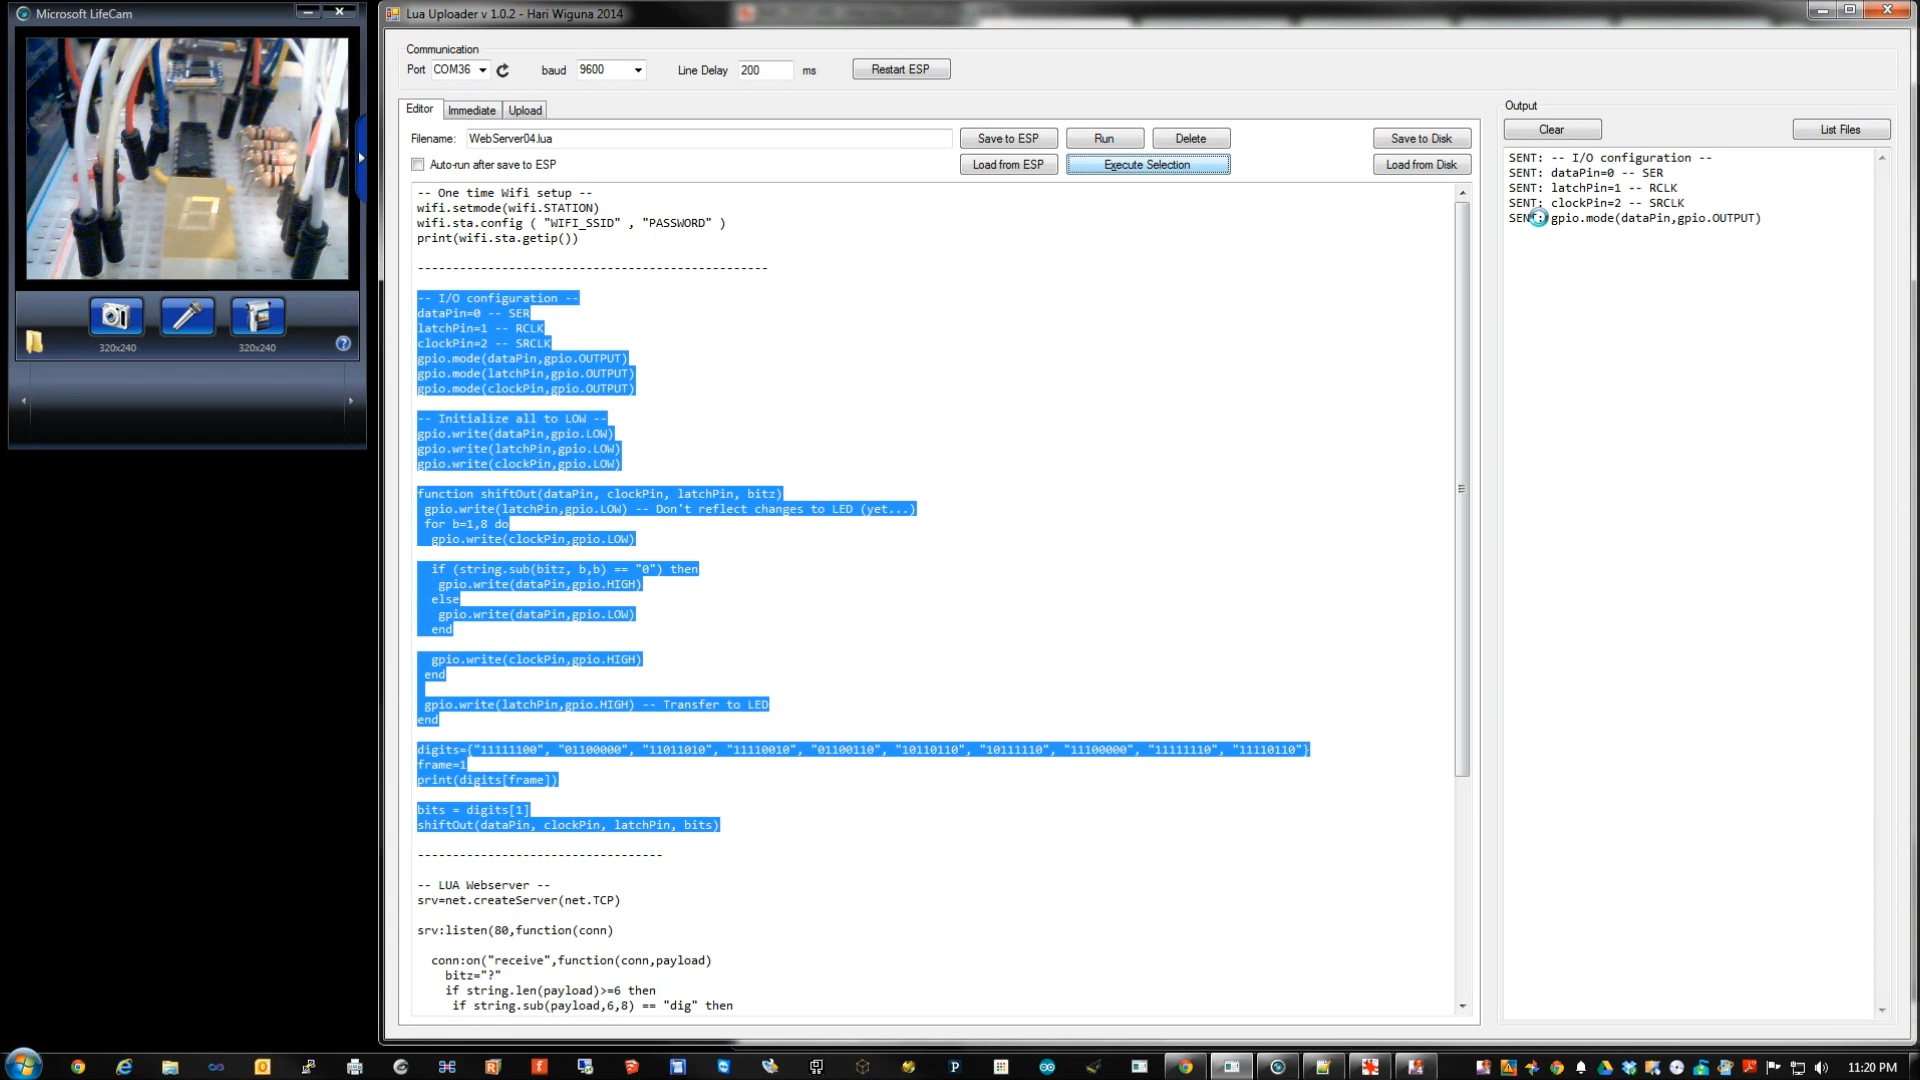 Microsoft LifeCam
320x240
320x240
Lua Uploader v 1.0.2 - Hari Wiguna 2014
Communication
Port COM36
baud 9600
Line Delay 200 ms
Restart ESP
Editor
Immediate
Upload
Filename: WebServer04.lua
Save to ESP
Run
Delete
Save to Disk
Auto-run after save to ESP
Load from ESP
Execute Selection
Load from Disk
-- One time Wifi setup --
wifi.setmode(wifi.STATION)
wifi.sta.config ( "WIFI_SSID" , "PASSWORD" )
print(wifi.sta.getip())
--------------------------------------------------
-- I/O configuration --
dataPin=0 -- SER
latchPin=1 -- RCLK
clockPin=2 -- SRCLK
gpio.mode(dataPin,gpio.OUTPUT)
gpio.mode(latchPin,gpio.OUTPUT)
gpio.mode(clockPin,gpio.OUTPUT)
-- Initialize all to LOW --
gpio.write(dataPin,gpio.LOW)
gpio.write(latchPin,gpio.LOW)
gpio.write(clockPin,gpio.LOW)
function shiftOut(dataPin, clockPin, latchPin, bitz)
gpio.write(latchPin,gpio.LOW) -- Don't reflect changes to LED (yet...)
for b=1,8 do
gpio.write(clockPin,gpio.LOW)
if (string.sub(bitz, b,b) == "0") then
gpio.write(dataPin,gpio.HIGH)
else
gpio.write(dataPin,gpio.LOW)
end
gpio.write(clockPin,gpio.HIGH)
end
gpio.write(latchPin,gpio.HIGH) -- Transfer to LED
end
digits={"11111100", "01100000", "11011010", "11110010", "01100110", "10110110", "10111110", "11100000", "11111110", "11110110"}
frame=1
print(digits[frame])
bits = digits[1]
shiftOut(dataPin, clockPin, latchPin, bits)
-----------------------------------
-- LUA Webserver --
srv=net.createServer(net.TCP)
srv:listen(80,function(conn)
conn:on("receive",function(conn,payload)
bitz="?"
if string.len(payload)>=6 then
if string.sub(payload,6,8) == "dig" then
Output
Clear
List Files
SENT: -- I/O configuration --
SENT: dataPin=0 -- SER
SENT: latchPin=1 -- RCLK
SENT: clockPin=2 -- SRCLK
SENT: gpio.mode(dataPin,gpio.OUTPUT)
11:20 PM